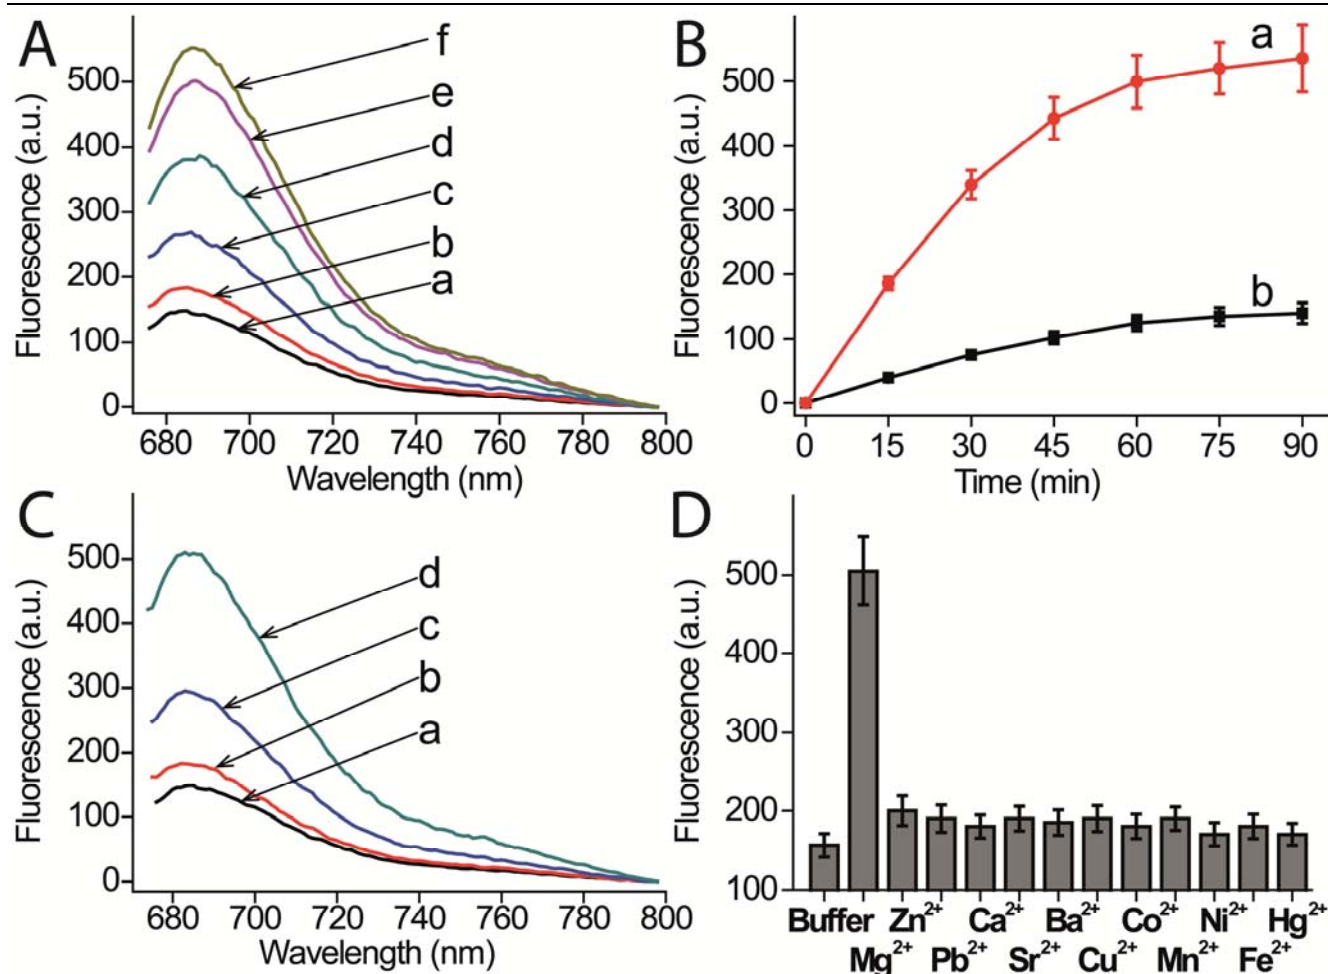 A
Fluorescence (a.u.)
500
400
300
200
100
0
f
e
d
c
b
a
680 700 720 740 760 780 800
Wavelength (nm)
B
Fluorescence (a.u.)
500
400
300
200
100
0
a
b
0 15 30 45 60 75 90
Time (min)
C
Fluorescence (a.u.)
500
400
300
200
100
0
d
c
b
a
680 700 720 740 760 780 800
Wavelength (nm)
D
Fluorescence (a.u.)
500
400
300
200
100
Buffer Zn²⁺ Ca²⁺ Ba²⁺ Co²⁺ Ni²⁺ Hg²⁺
Mg²⁺ Pb²⁺ Sr²⁺ Cu²⁺ Mn²⁺ Fe²⁺